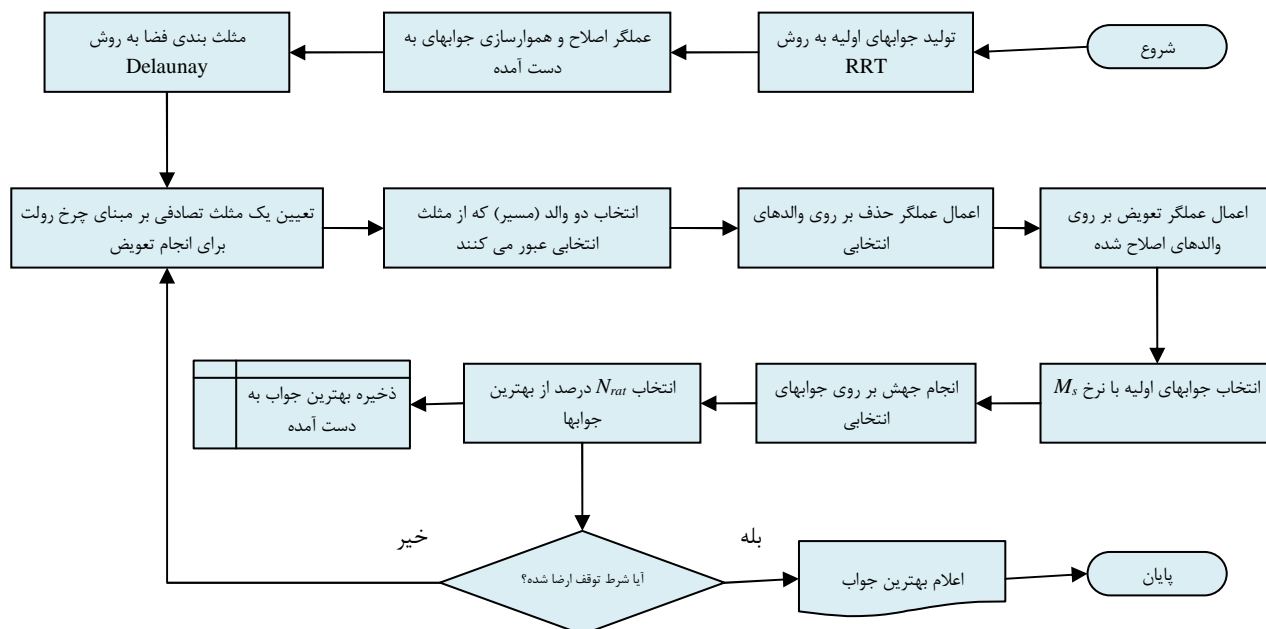 شروع
تولید جوابهای اولیه به روش
RRT
عملگر اصلاح و هموارسازی جوابهای به
دست آمده
مثلث بندی فضا به روش
Delaunay
تعیین یک مثلث تصادفی بر مبنای چرخ رولت
برای انجام تعویض
انتخاب دو والد (مسیر) که از مثلث
انتخابی عبور می کنند
اعمال عملگر حذف بر روی والدهای
انتخابی
اعمال عملگر تعویض بر روی
والدهای اصلاح شده
انتخاب جوابهای اولیه با نرخ Ms
انجام جهش بر روی جوابهای
انتخابی
انتخاب Nrat درصد از بهترین
جوابها
ذخیره بهترین جواب به
دست آمده
آیا شرط توقف ارضا شده؟
خیر
بله
اعلام بهترین جواب
پایان